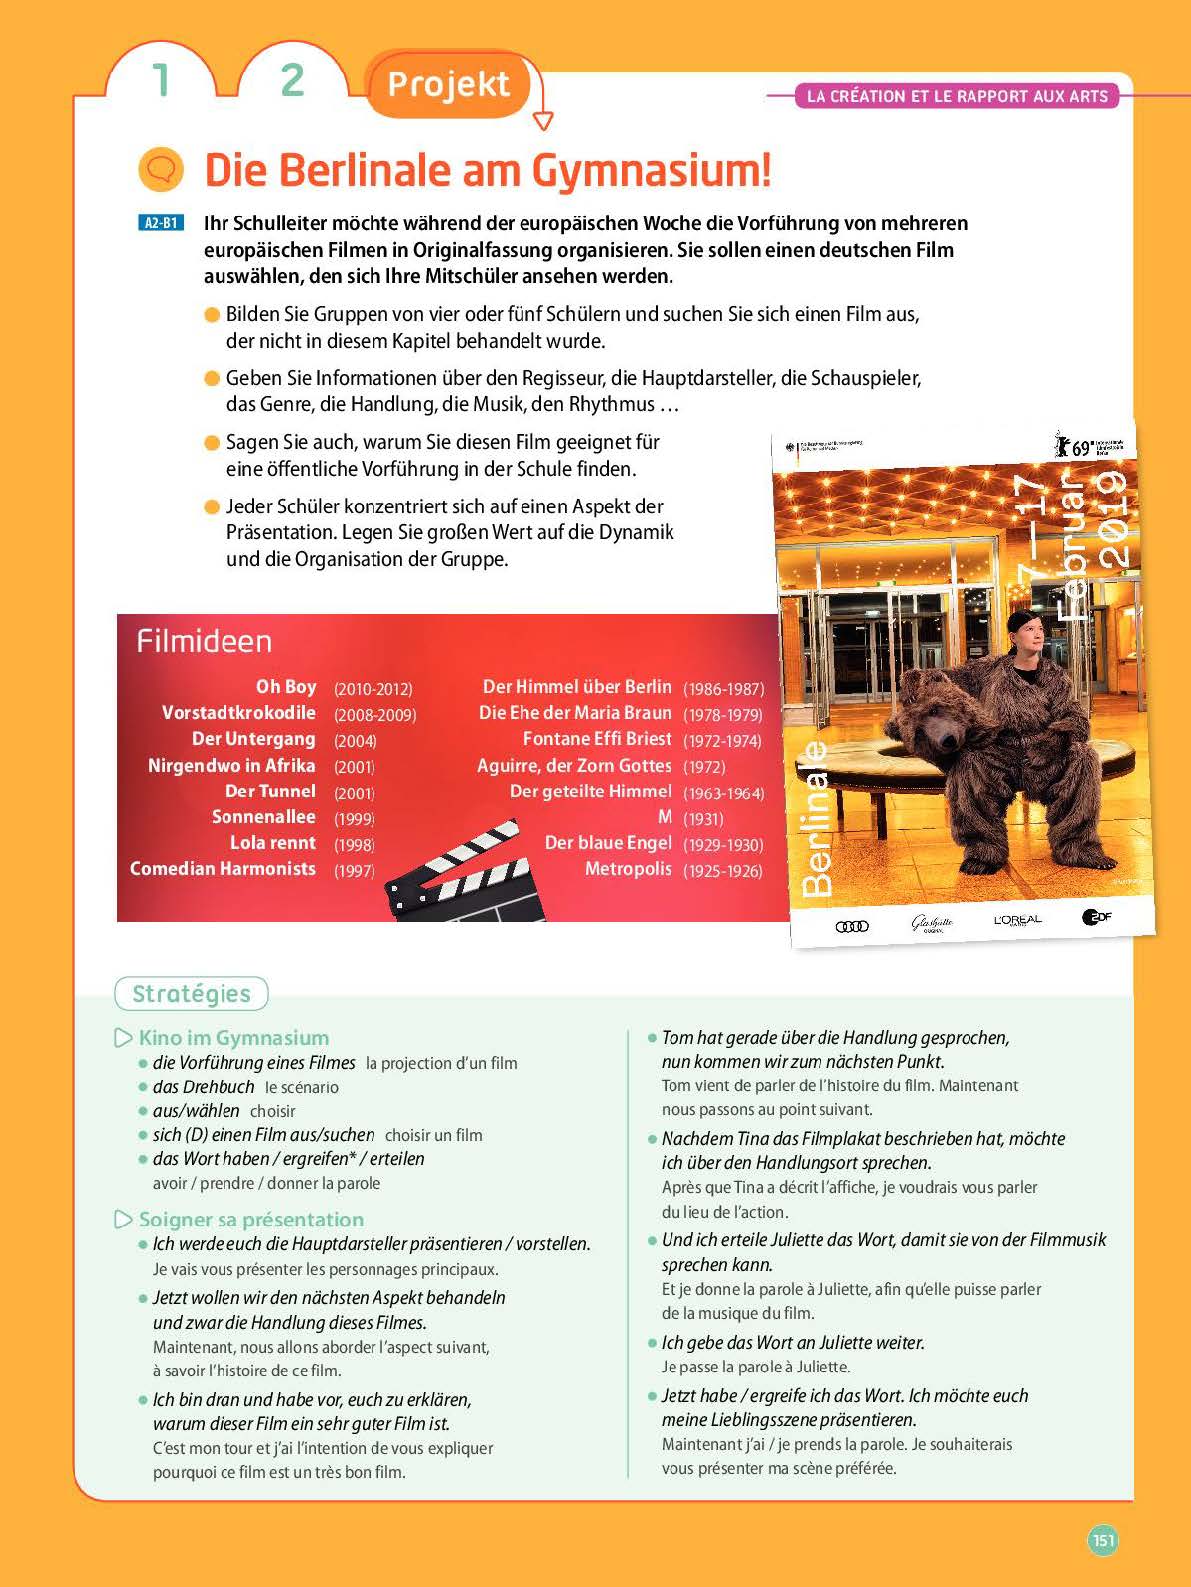 1
2
Projekt
LA CRÉATION ET LE RAPPORT AUX ARTS
Die Berlinale am Gymnasium!
A2-B1
Ihr Schulleiter möchte während der europäischen Woche die Vorführung von mehreren
europäischen Filmen in Originalfassung organisieren. Sie sollen einen deutschen Film
auswählen, den sich Ihre Mitschüler ansehen werden.
● Bilden Sie Gruppen von vier oder fünf Schülern und suchen Sie sich einen Film aus,
der nicht in diesem Kapitel behandelt wurde.
● Geben Sie Informationen über den Regisseur, die Hauptdarsteller, die Schauspieler,
das Genre, die Handlung, die Musik, den Rhythmus …
● Sagen Sie auch, warum Sie diesen Film geeignet für
eine öffentliche Vorführung in der Schule finden.
● Jeder Schüler konzentriert sich auf einen Aspekt der
Präsentation. Legen Sie großen Wert auf die Dynamik
und die Organisation der Gruppe.
Filmideen
Oh Boy (2010-2012)
Vorstadtkrokodile (2008-2009)
Der Untergang (2004)
Nirgendwo in Afrika (2001)
Der Tunnel (2001)
Sonnenallee (1999)
Lola rennt (1998)
Comedian Harmonists (1997)
Der Himmel über Berlin (1986-1987)
Die Ehe der Maria Braun (1978-1979)
Fontane Effi Briest (1972-1974)
Aguirre, der Zorn Gottes (1972)
Der geteilte Himmel (1963-1964)
M (1931)
Der blaue Engel (1929-1930)
Metropolis (1925-1926)
69 Internationale
Filmfestspiele
Berlin
7—17
Februar
2019
Berlinale
Glashütte
ORIGINAL
L'ORÉAL
PARIS
ZDF
Stratégies
Kino im Gymnasium
● die Vorführung eines Filmes la projection d'un film
● das Drehbuch le scénario
● aus/wählen choisir
● sich (D) einen Film aus/suchen choisir un film
● das Wort haben / ergreifen* / erteilen
avoir / prendre / donner la parole
Soigner sa présentation
● Ich werde euch die Hauptdarsteller präsentieren / vorstellen.
Je vais vous présenter les personnages principaux.
● Jetzt wollen wir den nächsten Aspekt behandeln
und zwar die Handlung dieses Filmes.
Maintenant, nous allons aborder l'aspect suivant,
à savoir l'histoire de ce film.
● Ich bin dran und habe vor, euch zu erklären,
warum dieser Film ein sehr guter Film ist.
C'est mon tour et j'ai l'intention de vous expliquer
pourquoi ce film est un très bon film.
● Tom hat gerade über die Handlung gesprochen,
nun kommen wir zum nächsten Punkt.
Tom vient de parler de l'histoire du film. Maintenant
nous passons au point suivant.
● Nachdem Tina das Filmplakat beschrieben hat, möchte
ich über den Handlungsort sprechen.
Après que Tina a décrit l'affiche, je voudrais vous parler
du lieu de l'action.
● Und ich erteile Juliette das Wort, damit sie von der Filmmusik
sprechen kann.
Et je donne la parole à Juliette, afin qu'elle puisse parler
de la musique du film.
● Ich gebe das Wort an Juliette weiter.
Je passe la parole à Juliette.
● Jetzt habe / ergreife ich das Wort. Ich möchte euch
meine Lieblingsszene präsentieren.
Maintenant j'ai / je prends la parole. Je souhaiterais
vous présenter ma scène préférée.
151